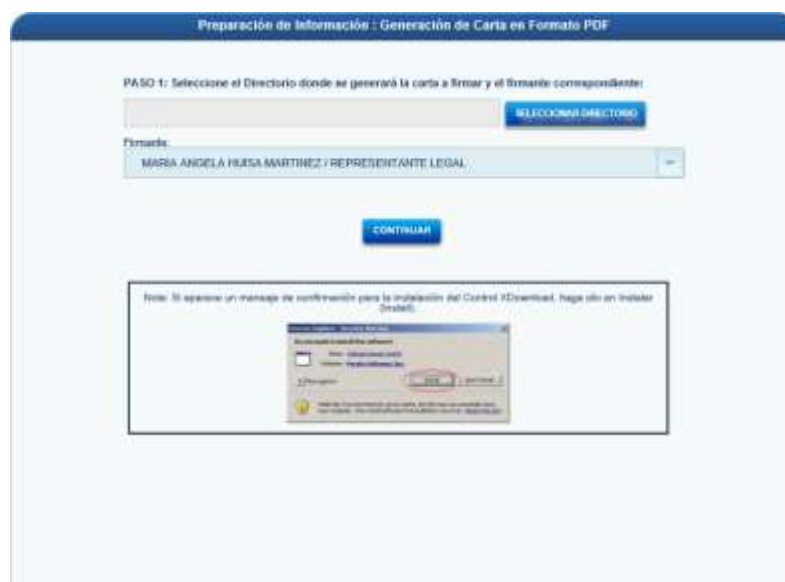 Preparación de Información : Generación de Carta en Formato PDF
PASO 1: Seleccione el Directorio donde se generará la carta a firmar y el firmante correspondiente:
SELECCIONAR DIRECTORIO
Firmante:
MARIA ANGELA HUISA MARTINEZ / REPRESENTANTE LEGAL
CONTINUAR
Nota: Si aparece un mensaje de confirmación para la instalación del Control XDownload, haga clic en Instalar
(Install).